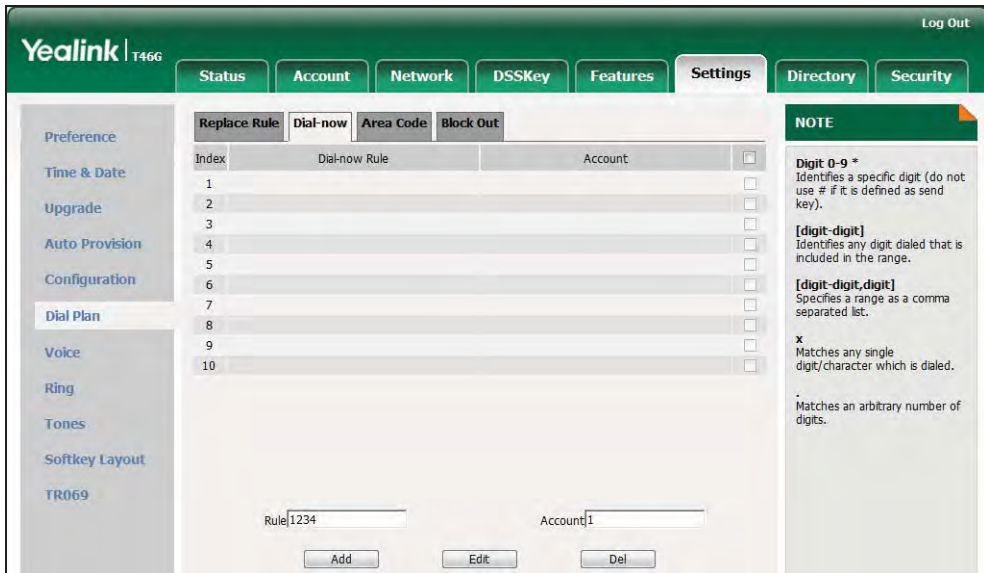 Log Out
Yealink T46G
Status Account Network DSSKey Features Settings Directory Security
Preference
Time & Date
Upgrade
Auto Provision
Configuration
Dial Plan
Voice
Ring
Tones
Softkey Layout
TR069
Replace Rule Dial-now Area Code Block Out
Index Dial-now Rule Account
1
2
3
4
5
6
7
8
9
10
Rule 1234 Account 1
Add Edit Del
NOTE
Digit 0-9 *
Identifies a specific digit (do not
use # if it is defined as send
key).
[digit-digit]
Identifies any digit dialed that is
included in the range.
[digit-digit,digit]
Specifies a range as a comma
separated list.
x
Matches any single
digit/character which is dialed.
.
Matches an arbitrary number of
digits.